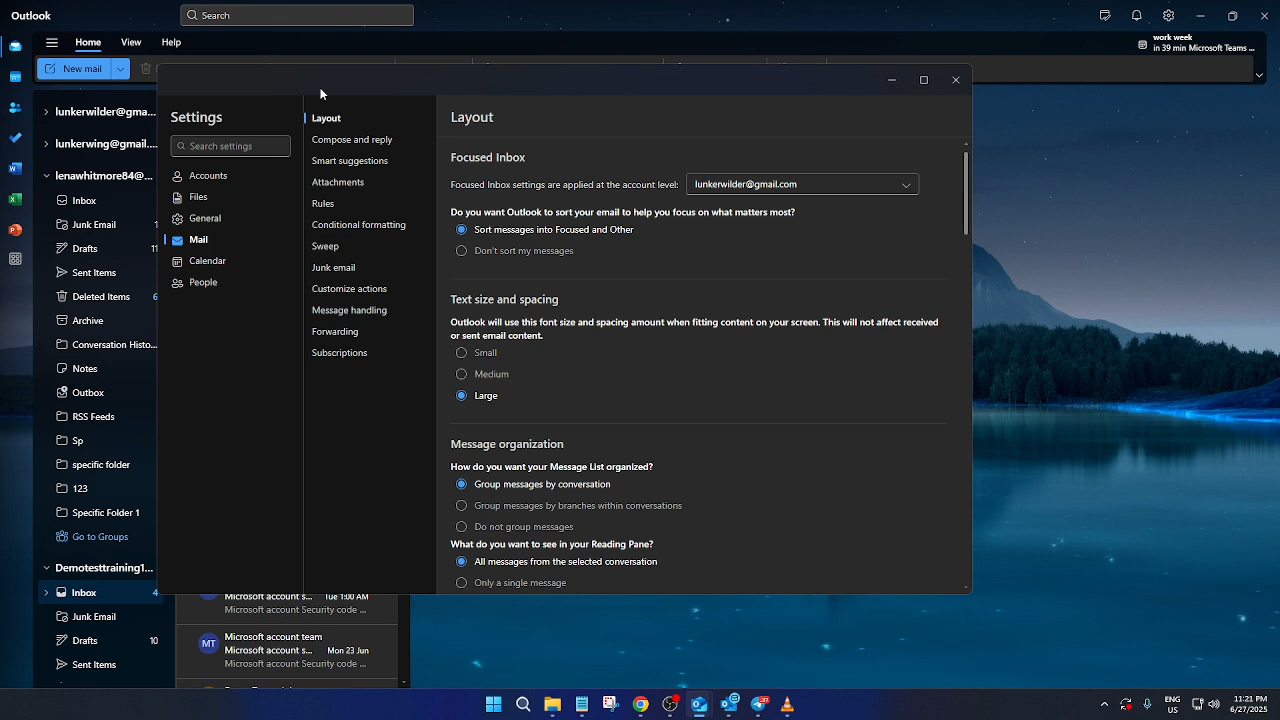 Outlook
Search
Home
View
Help
work week
in 39 min Microsoft Teams ...
New mail
lunkerwilder@gma...
lunkerwing@gmail....
lenawhitmore84@...
Inbox
Junk Email 1
Drafts 11
Sent Items
Deleted Items 6
Archive
Conversation Histo...
Notes
Outbox
RSS Feeds
Sp
specific folder
123
Specific Folder 1
Go to Groups
Demotesttraining1...
Inbox 4
Junk Email
Drafts 10
Sent Items
Settings
Search settings
Accounts
Files
General
Mail
Calendar
People
Layout
Compose and reply
Smart suggestions
Attachments
Rules
Conditional formatting
Sweep
Junk email
Customize actions
Message handling
Forwarding
Subscriptions
Layout
Focused Inbox
Focused Inbox settings are applied at the account level: lunkerwilder@gmail.com
Do you want Outlook to sort your email to help you focus on what matters most?
Sort messages into Focused and Other
Don't sort my messages
Text size and spacing
Outlook will use this font size and spacing amount when fitting content on your screen. This will not affect received
or sent email content.
Small
Medium
Large
Message organization
How do you want your Message List organized?
Group messages by conversation
Group messages by branches within conversations
Do not group messages
What do you want to see in your Reading Pane?
All messages from the selected conversation
Only a single message
Microsoft account s... Tue 1:00 AM
Microsoft account Security code ...
MT
Microsoft account team
Microsoft account s... Mon 23 Jun
Microsoft account Security code ...
ENG
US
11:21 PM
6/27/2025